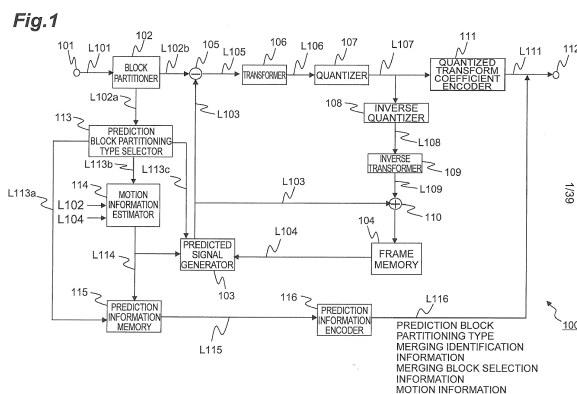 Fig.1
101
L101
102
L102b
105
L105
106
L106
107
L107
111
L111
112
BLOCK
PARTITIONER
TRANSFORMER
QUANTIZER
QUANTIZED
TRANSFORM
COEFFICIENT
ENCODER
L102a
L103
108
INVERSE
QUANTIZER
113
PREDICTION
BLOCK PARTITIONING
TYPE SELECTOR
L108
L113b
L113c
INVERSE
TRANSFORMER
109
L113a
114
L102
L104
MOTION
INFORMATION
ESTIMATOR
L103
L109
110
1/39
L114
L104
104
PREDICTED
SIGNAL
GENERATOR
FRAME
MEMORY
103
115
PREDICTION
INFORMATION
MEMORY
116
PREDICTION
INFORMATION
ENCODER
L116
L115
100
PREDICTION BLOCK
PARTITIONING TYPE
MERGING IDENTIFICATION
INFORMATION
MERGING BLOCK SELECTION
INFORMATION
MOTION INFORMATION